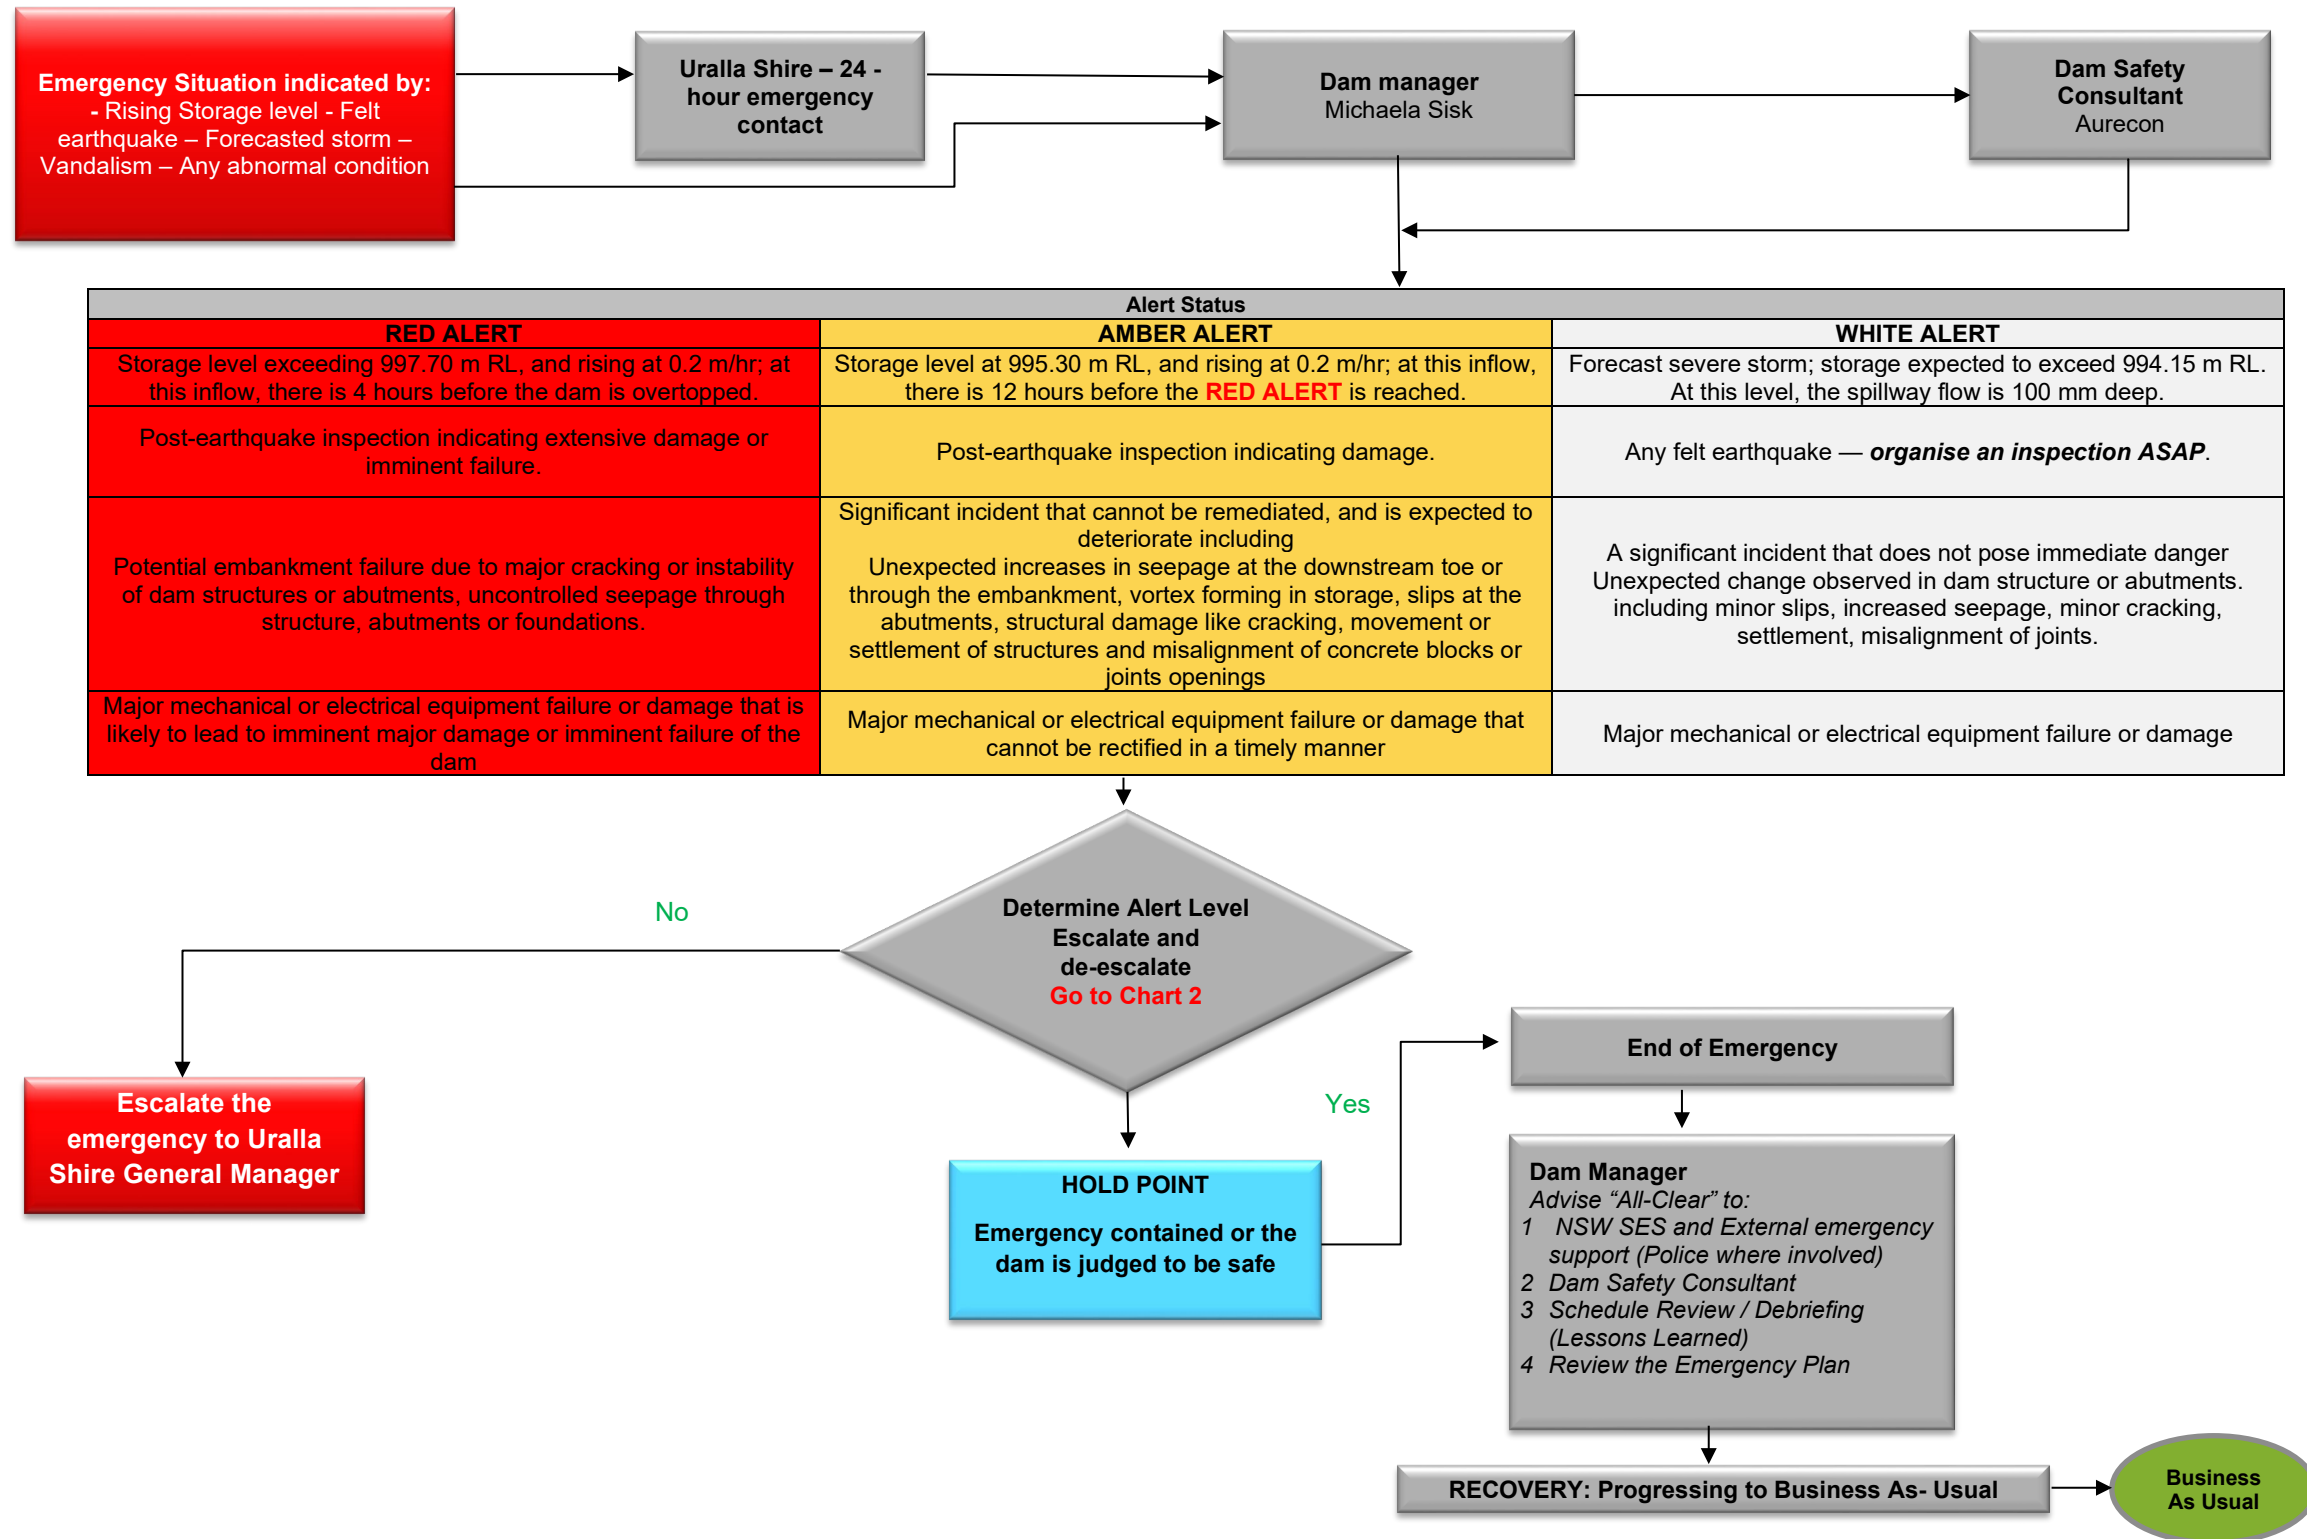 Emergency Situation indicated by:
- Rising Storage level - Felt
earthquake – Forecasted storm –
Vandalism – Any abnormal condition
Uralla Shire – 24 -
hour emergency
contact
Dam manager
Michaela Sisk
Dam Safety
Consultant
Aurecon
Alert Status
RED ALERT
AMBER ALERT
WHITE ALERT
Storage level exceeding 997.70 m RL, and rising at 0.2 m/hr; at
this inflow, there is 4 hours before the dam is overtopped.
Storage level at 995.30 m RL, and rising at 0.2 m/hr; at this inflow,
there is 12 hours before the RED ALERT is reached.
Forecast severe storm; storage expected to exceed 994.15 m RL.
At this level, the spillway flow is 100 mm deep.
Post-earthquake inspection indicating extensive damage or
imminent failure.
Post-earthquake inspection indicating damage.
Any felt earthquake — organise an inspection ASAP.
Potential embankment failure due to major cracking or instability
of dam structures or abutments, uncontrolled seepage through
structure, abutments or foundations.
Significant incident that cannot be remediated, and is expected to
deteriorate including
Unexpected increases in seepage at the downstream toe or
through the embankment, vortex forming in storage, slips at the
abutments, structural damage like cracking, movement or
settlement of structures and misalignment of concrete blocks or
joints openings
A significant incident that does not pose immediate danger
Unexpected change observed in dam structure or abutments.
including minor slips, increased seepage, minor cracking,
settlement, misalignment of joints.
Major mechanical or electrical equipment failure or damage that is
likely to lead to imminent major damage or imminent failure of the
dam
Major mechanical or electrical equipment failure or damage that
cannot be rectified in a timely manner
Major mechanical or electrical equipment failure or damage
Determine Alert Level
Escalate and
de-escalate
Go to Chart 2
No
Escalate the
emergency to Uralla
Shire General Manager
HOLD POINT
Emergency contained or the
dam is judged to be safe
Yes
End of Emergency
Dam Manager
Advise “All-Clear” to:
1 NSW SES and External emergency
support (Police where involved)
2 Dam Safety Consultant
3 Schedule Review / Debriefing
(Lessons Learned)
4 Review the Emergency Plan
RECOVERY: Progressing to Business As- Usual
Business
As Usual